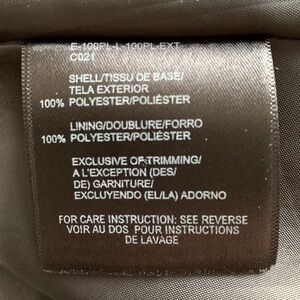 E-100PL-L-100PL-EXT
C021
SHELL/TISSU DE BASE/
TELA EXTERIOR
100% POLYESTER/POLIÉSTER
LINING/DOUBLURE/FORRO
100% POLYESTER/POLIÉSTER
EXCLUSIVE OF TRIMMING/
A L'EXCEPTION (DES/
DE) GARNITURE/
EXCLUYENDO (EL/LA) ADORNO
FOR CARE INSTRUCTION: SEE REVERSE
VOIR AU DOS POUR INSTRUCTIONS
DE LAVAGE